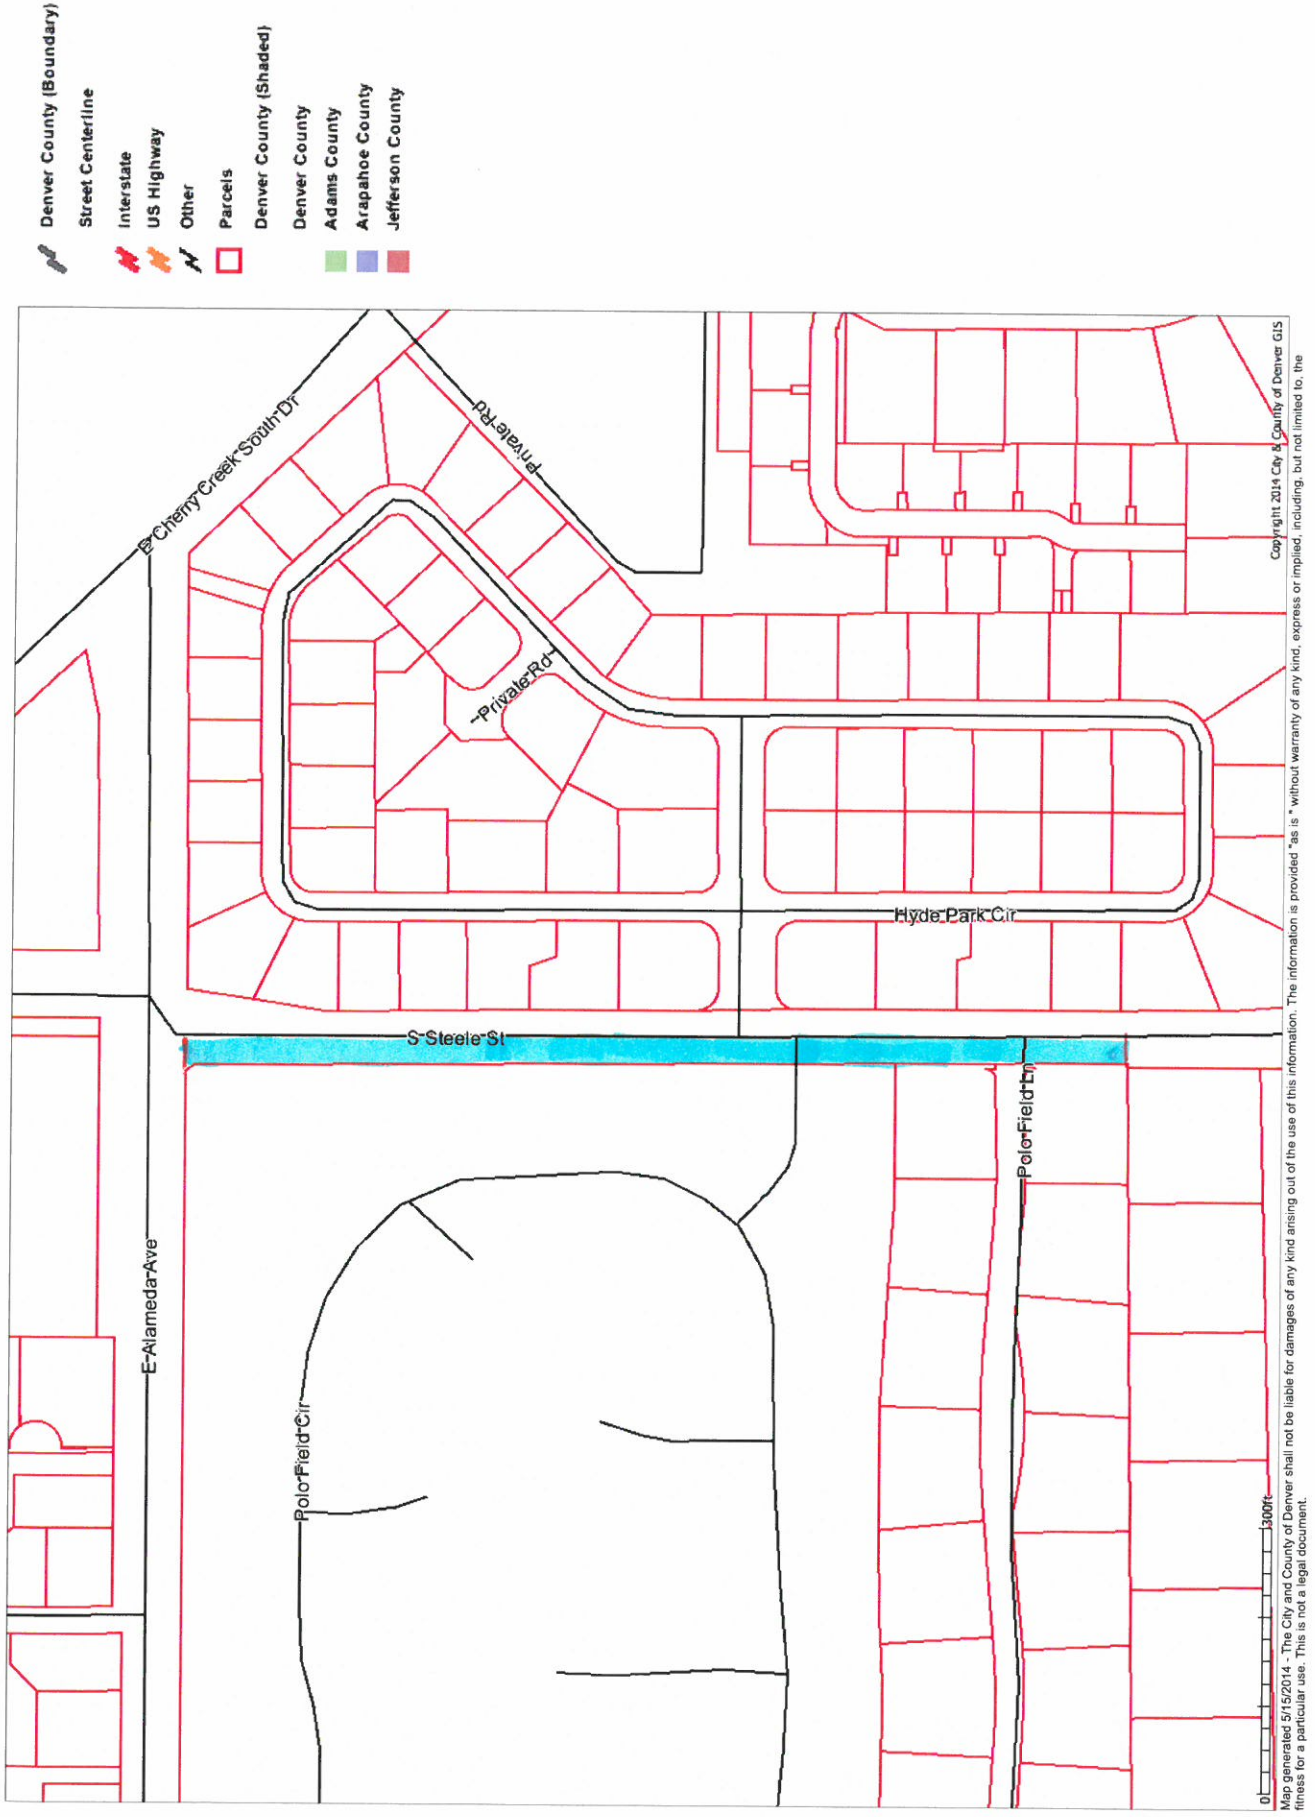 Denver County (Boundary)
Street Centerline
Interstate
US Highway
Other
Parcels
Denver County (Shaded)
Denver County
Adams County
Arapahoe County
Jefferson County
E Cherry Creek South Dr
Private Rd
Private Rd
Hyde Park Cir
S Steele St
Polo Field Ln
E Alameda Ave
Polo Field Cir
0
300ft
Copyright 2014 City & County of Denver GIS
Map generated 5/15/2014 - The City and County of Denver shall not be liable for damages of any kind arising out of the use of this information. The information is provided "as is " without warranty of any kind, express or implied, including, but not limited to, the
fitness for a particular use. This is not a legal document.